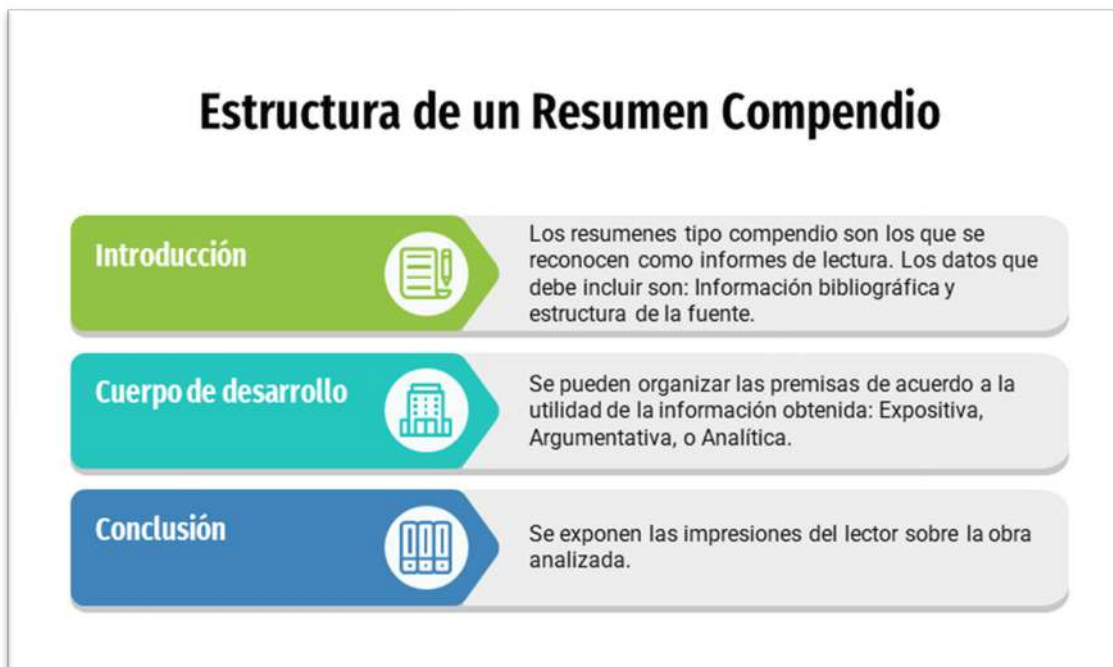 Estructura de un Resumen Compendio
Introducción
Los resumenes tipo compendio son los que se
reconocen como informes de lectura. Los datos que
debe incluir son: Información bibliográfica y
estructura de la fuente.
Cuerpo de desarrollo
Se pueden organizar las premisas de acuerdo a la
utilidad de la información obtenida: Expositiva,
Argumentativa, o Analítica.
Conclusión
Se exponen las impresiones del lector sobre la obra
analizada.